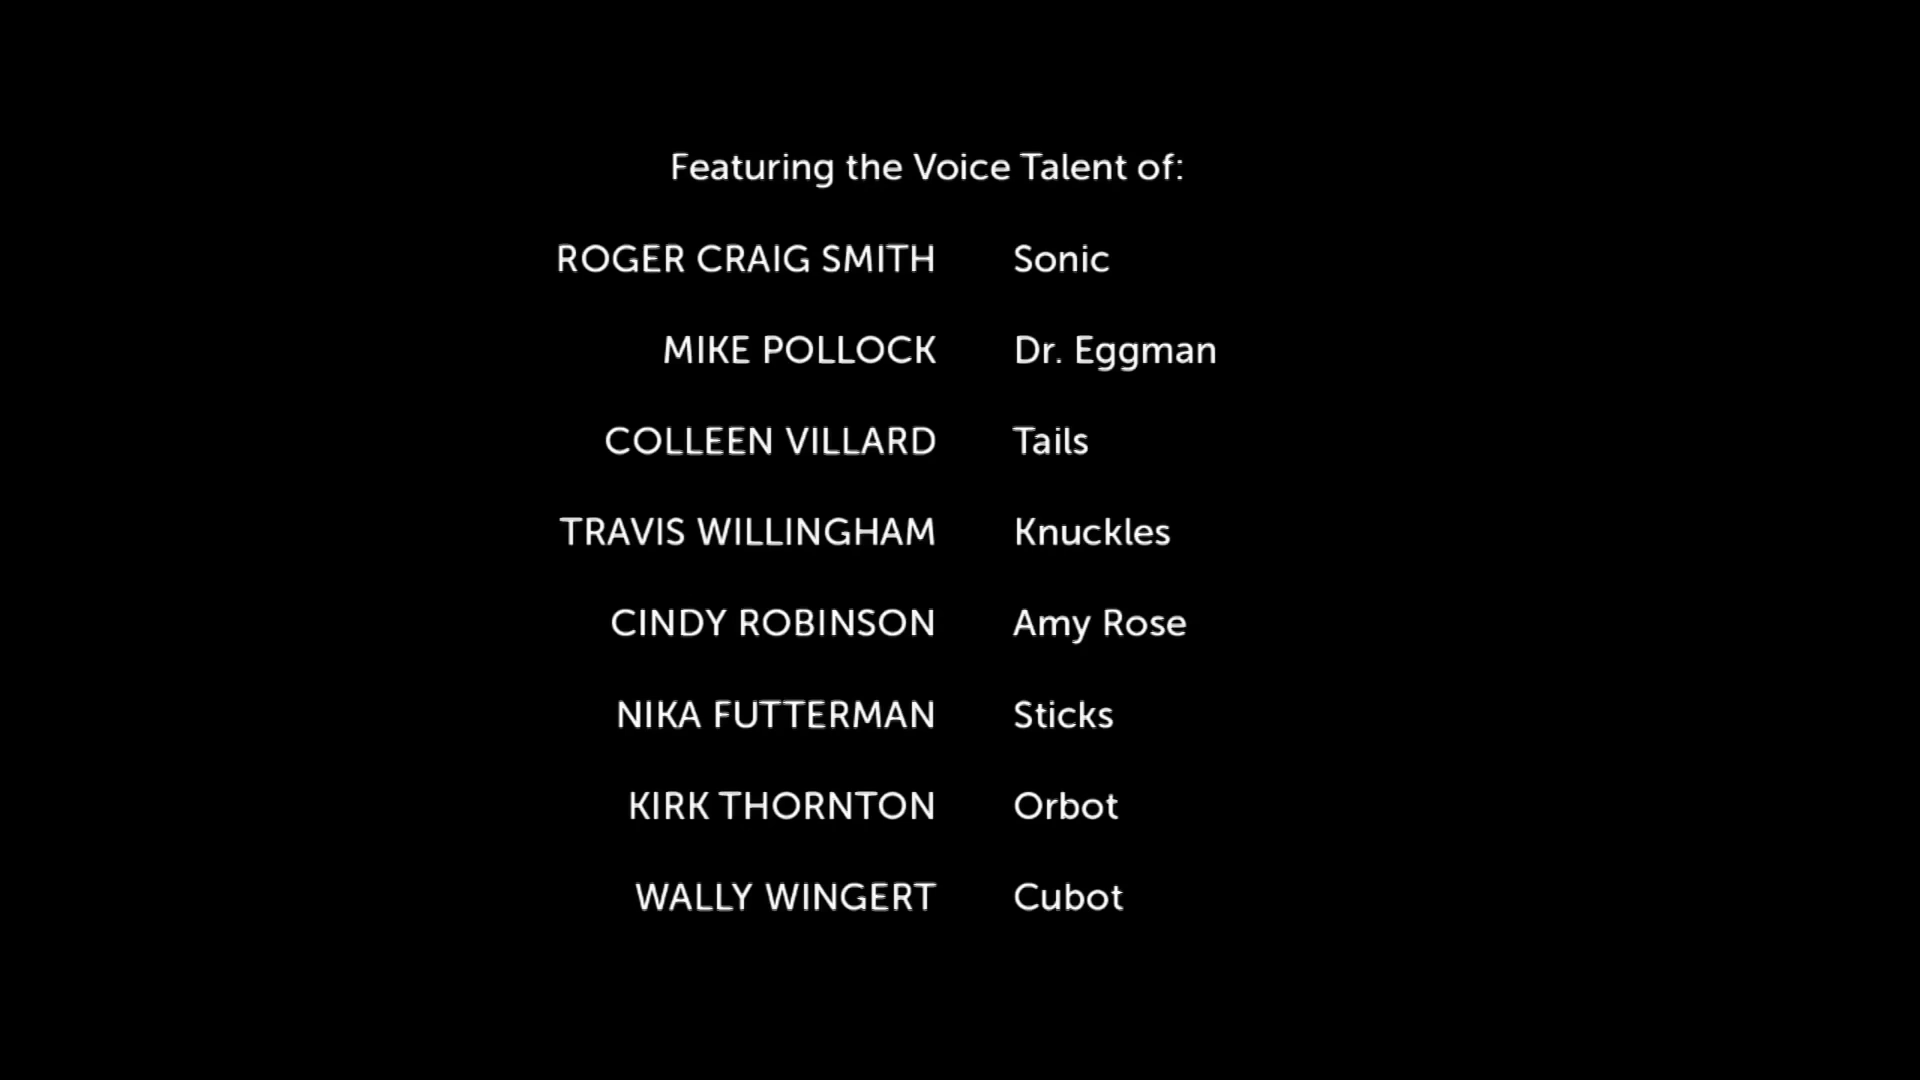 Featuring the Voice Talent of:
ROGER CRAIG SMITH Sonic
MIKE POLLOCK Dr. Eggman
COLLEEN VILLARD Tails
TRAVIS WILLINGHAM Knuckles
CINDY ROBINSON Amy Rose
NIKA FUTTERMAN Sticks
KIRK THORNTON Orbot
WALLY WINGERT Cubot